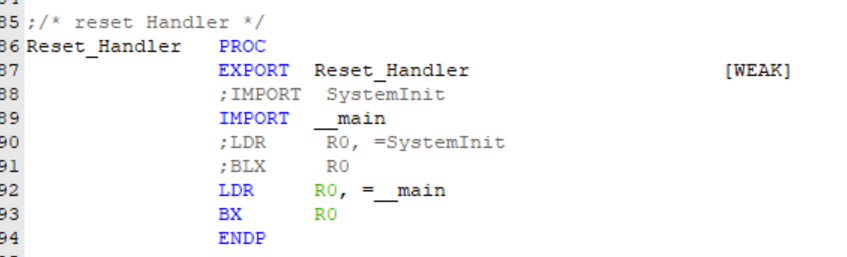 85 ;/* reset Handler */
86 Reset_Handler PROC
87 EXPORT Reset_Handler [WEAK]
88 ;IMPORT SystemInit
89 IMPORT __main
90 ;LDR R0, =SystemInit
91 ;BLX R0
92 LDR R0, =__main
93 BX R0
94 ENDP